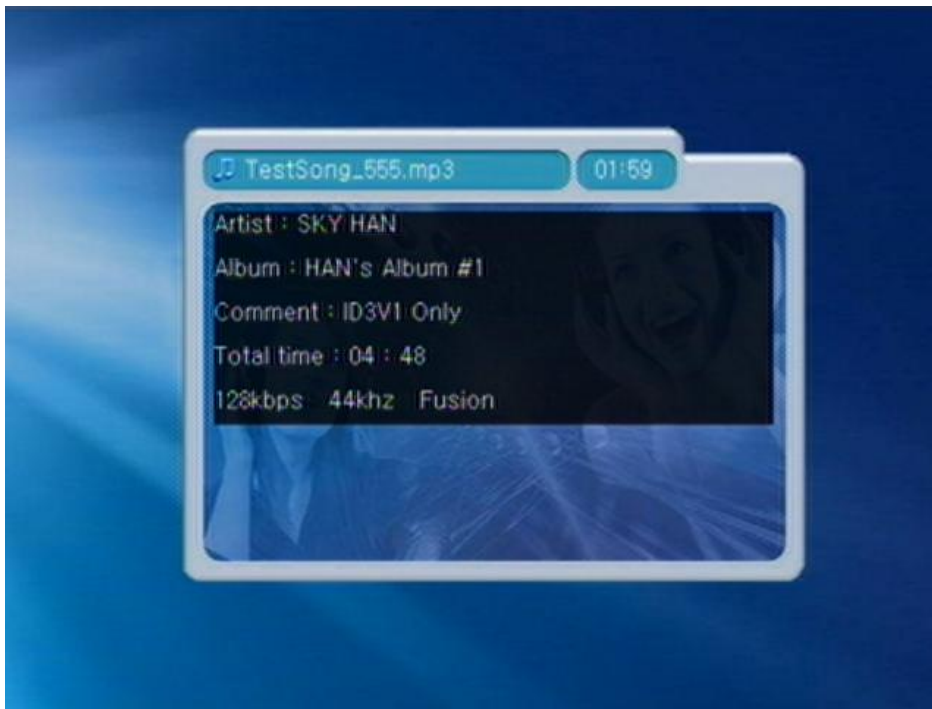 TestSong_555.mp3 01:59
Artist : SKY HAN
Album : HAN's Album #1
Comment : ID3V1 Only
Total time : 04 : 48
128kbps 44khz Fusion